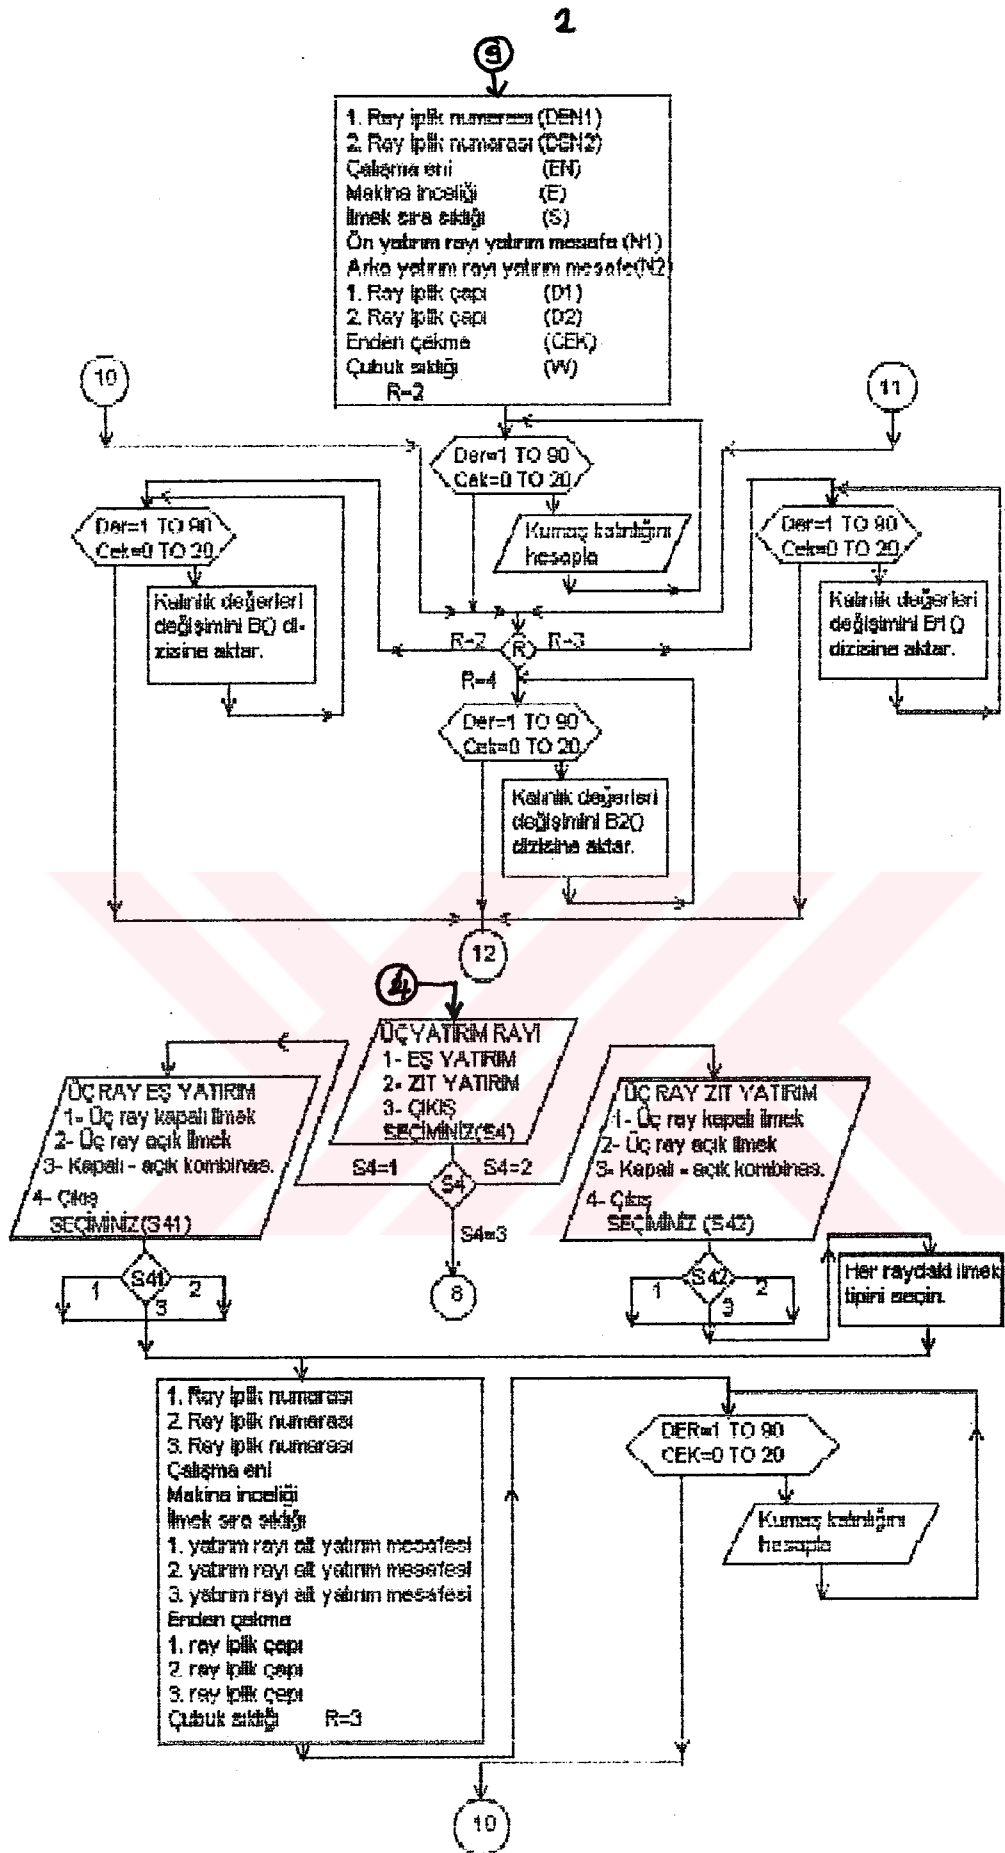 2
9
1. Ray iplik numarası (DEN1)
2. Ray iplik numarası (DEN2)
Çalışma eni (EN)
Makina inceliği (E)
İlmek sıra sıklığı (S)
Ön yatırım rayı yatırım mesafe (N1)
Arka yatırım rayı yatırım mesafe(N2)
1. Ray iplik çapı (D1)
2. Ray iplik çapı (D2)
Enden çekme (CEK)
Çubuk sıklığı (W)
R=2
10
11
Der=1 TO 90
Cek=0 TO 20
Kumaş kalınlığını
hesapla
Der=1 TO 90
Cek=0 TO 20
Kalınlık değerleri
değişimini B() di-
zisine aktar.
Der=1 TO 90
Cek=0 TO 20
Kalınlık değerleri
değişimini B1()
dizisine aktar.
R=2
R
R=3
R=4
Der=1 TO 90
Cek=0 TO 20
Kalınlık değerleri
değişimini B2()
dizisine aktar.
12
4
ÜÇ YATIRIM RAYI
1- EŞ YATIRIM
2- ZIT YATIRIM
3- ÇIKIŞ
SEÇİMİNİZ(S4)
S4=1
S4
S4=2
S4=3
8
ÜÇ RAY EŞ YATIRIM
1- Üç ray kapalı ilmek
2- Üç ray açık ilmek
3- Kapalı - açık kombinas.
4- Çıkış
SEÇİMİNİZ(S41)
1
S41
2
3
ÜÇ RAY ZIT YATIRIM
1- Üç ray kapalı ilmek
2- Üç ray açık ilmek
3- Kapalı - açık kombinas.
4- Çıkış
SEÇİMİNİZ (S42)
1
S42
2
3
Her raydaki ilmek
tipini seçin.
1. Ray iplik numarası
2. Ray iplik numarası
3. Ray iplik numarası
Çalışma eni
Makina inceliği
İlmek sıra sıklığı
1. yatırım rayı alt yatırım mesafesi
2. yatırım rayı alt yatırım mesafesi
3. yatırım rayı alt yatırım mesafesi
Enden çekme
1. ray iplik çapı
2. ray iplik çapı
3. ray iplik çapı
Çubuk sıklığı R=3
DER=1 TO 90
CEK=0 TO 20
Kumaş kalınlığını
hesapla
10